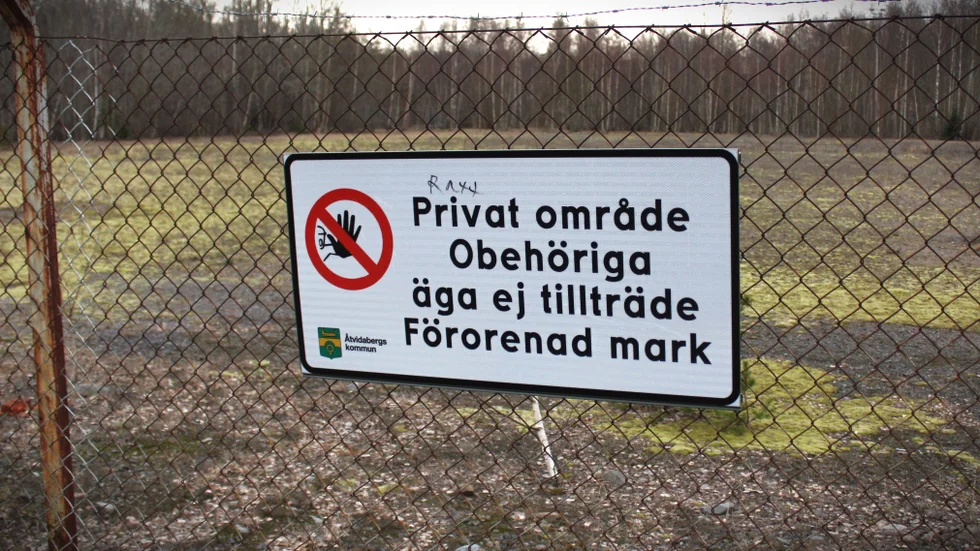 Privat område
Obehöriga
äga ej tillträde
Förorenad mark
Åtvidabergs
kommun